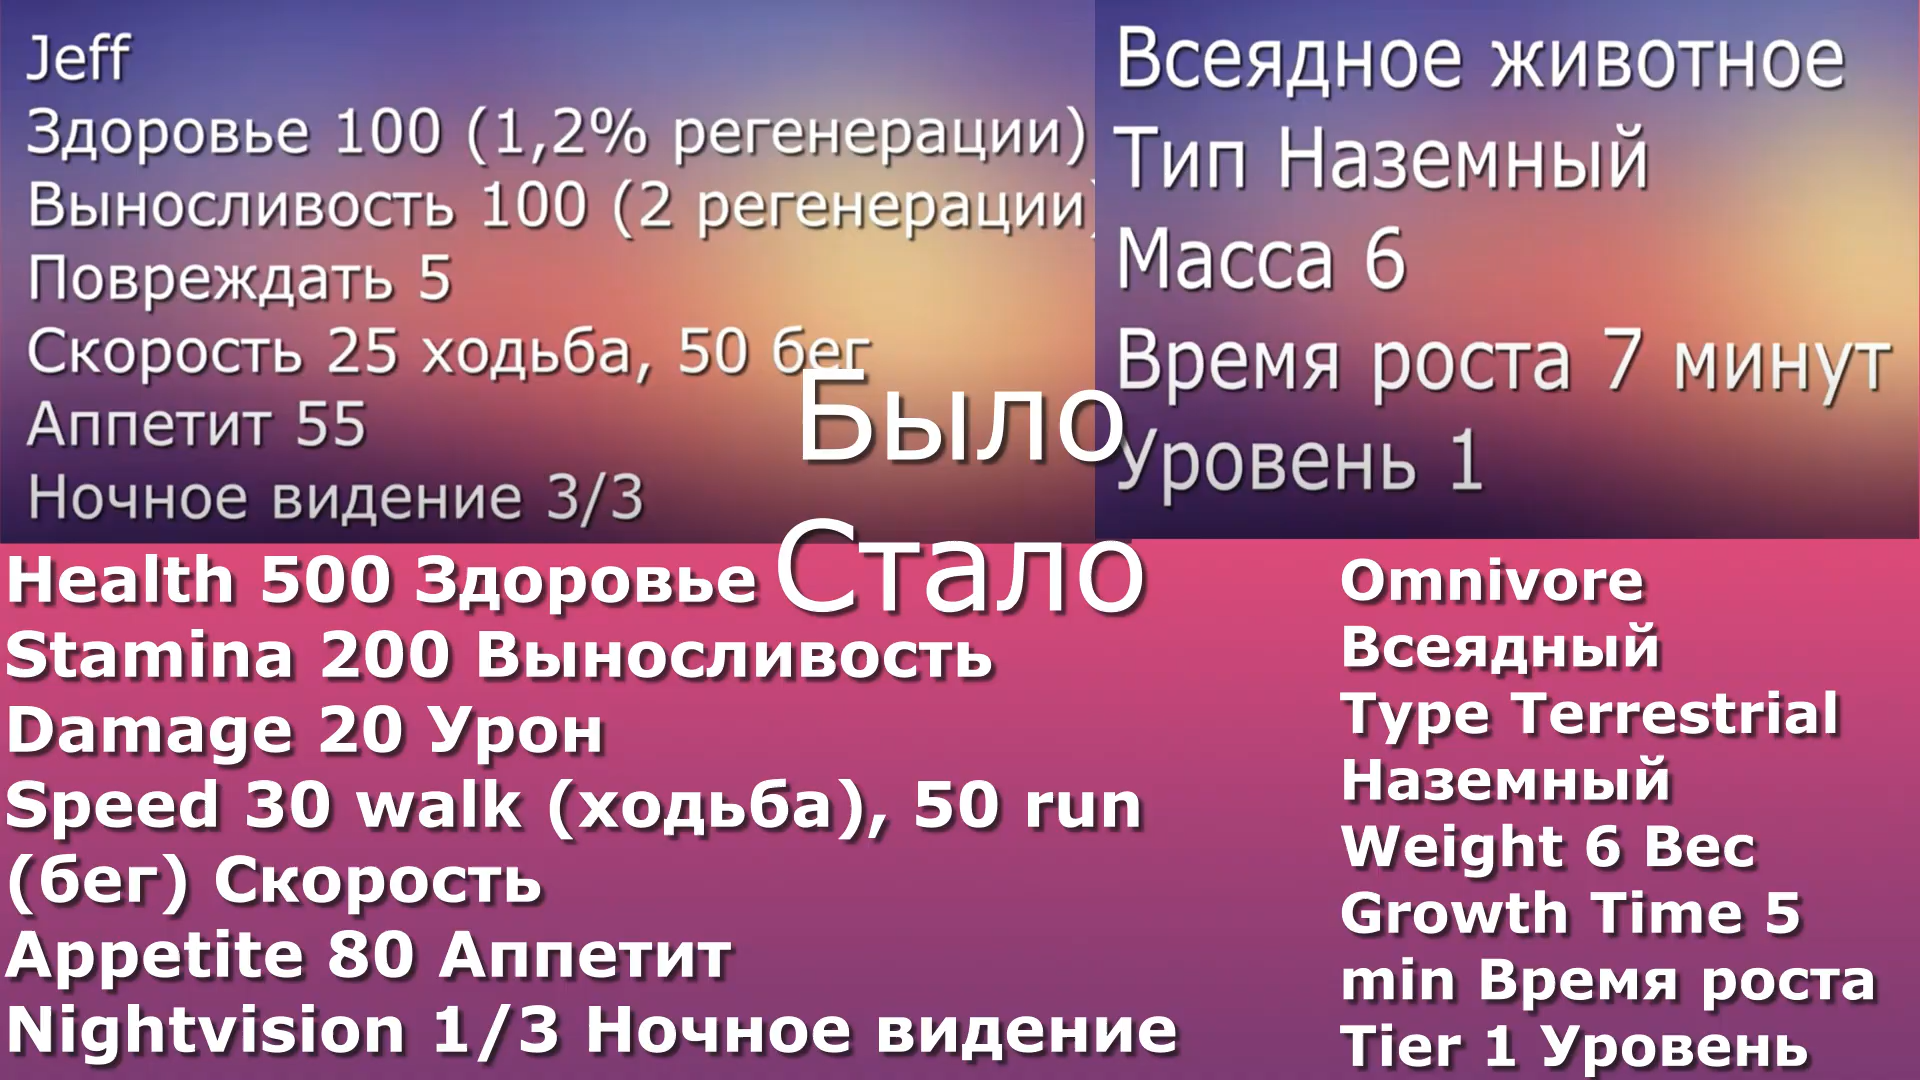 Jeff
Здоровье 100 (1,2% регенерации)
Выносливость 100 (2 регенерации)
Повреждать 5
Скорость 25 ходьба, 50 бег
Аппетит 55
Ночное видение 3/3
Всеядное животное
Тип Наземный
Масса 6
Время роста 7 минут
Уровень 1
Было
Стало
Health 500 Здоровье
Stamina 200 Выносливость
Damage 20 Урон
Speed 30 walk (ходьба), 50 run
(бег) Скорость
Appetite 80 Аппетит
Nightvision 1/3 Ночное видение
Omnivore
Всеядный
Type Terrestrial
Наземный
Weight 6 Вес
Growth Time 5
min Время роста
Tier 1 Уровень